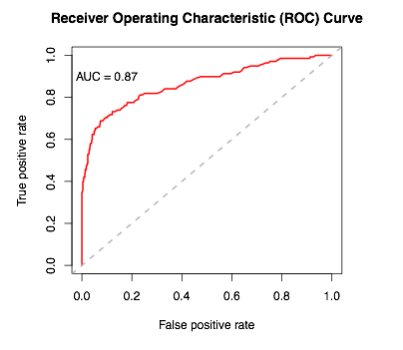 Receiver Operating Characteristic (ROC) Curve
AUC = 0.87
True positive rate
1.0
0.8
0.6
0.4
0.2
0.0
0.0 0.2 0.4 0.6 0.8 1.0
False positive rate